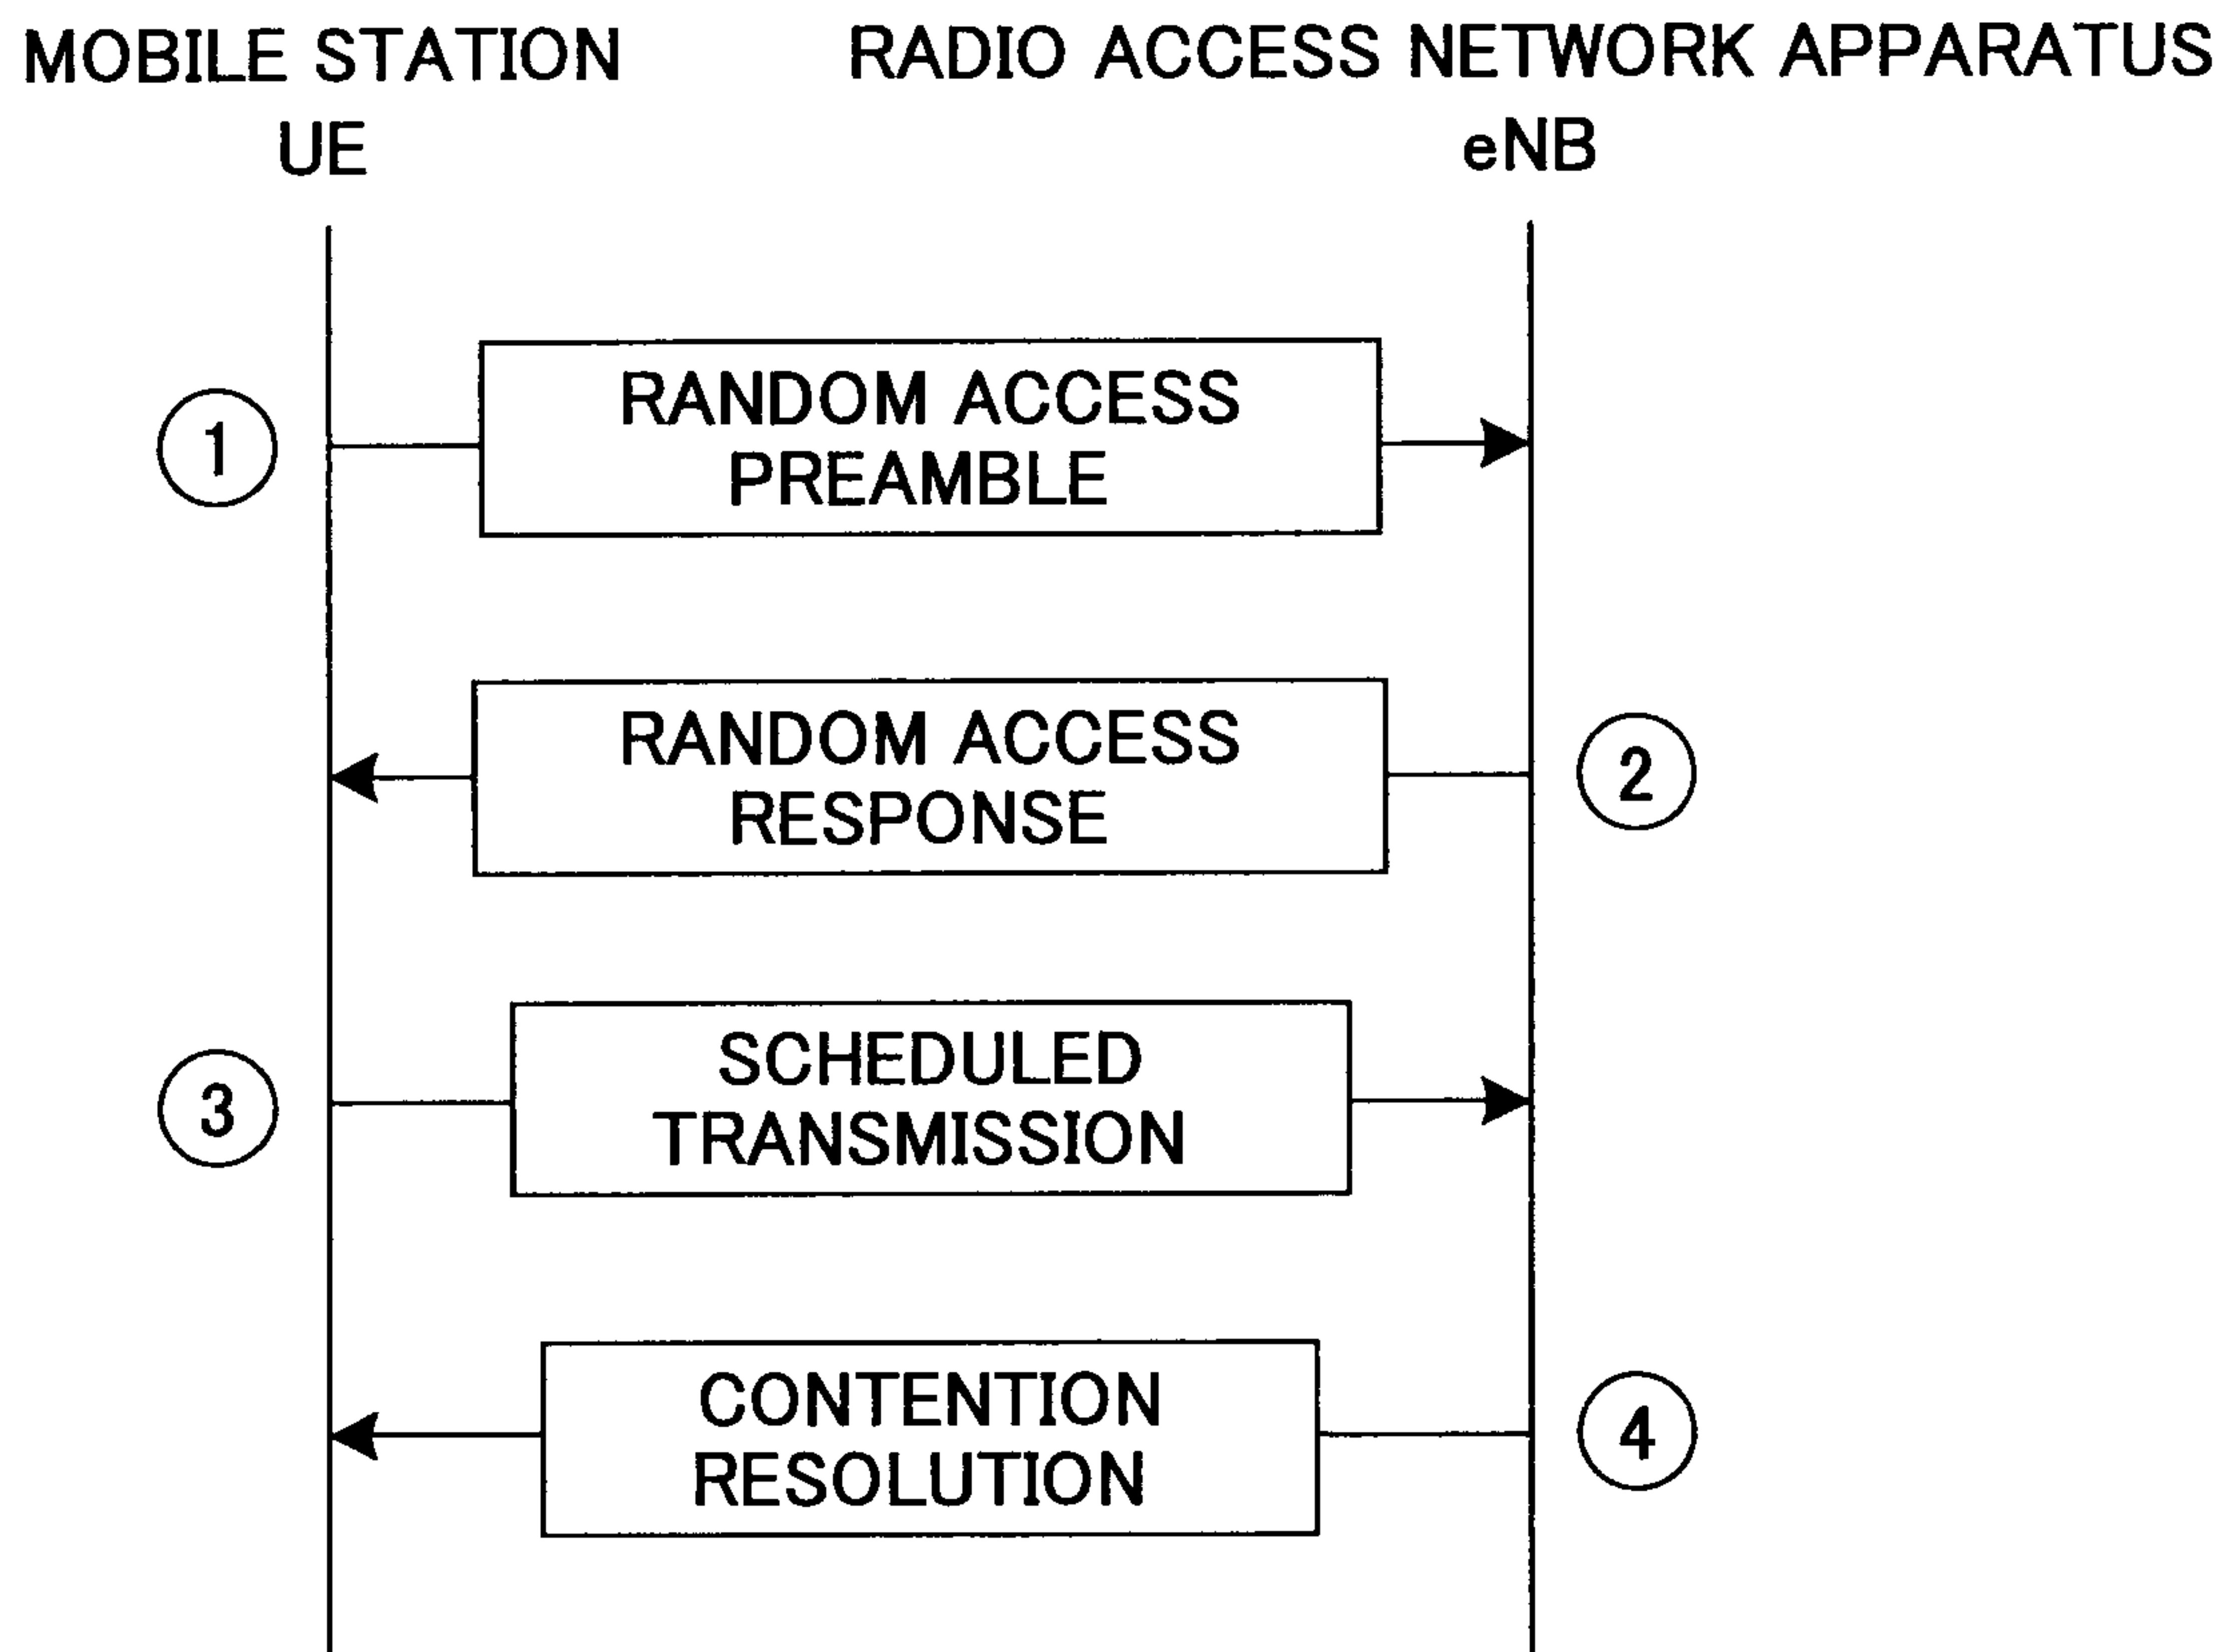 MOBILE STATION
UE
RADIO ACCESS NETWORK APPARATUS
eNB
1
RANDOM ACCESS
PREAMBLE
RANDOM ACCESS
RESPONSE
2
3
SCHEDULED
TRANSMISSION
CONTENTION
RESOLUTION
4